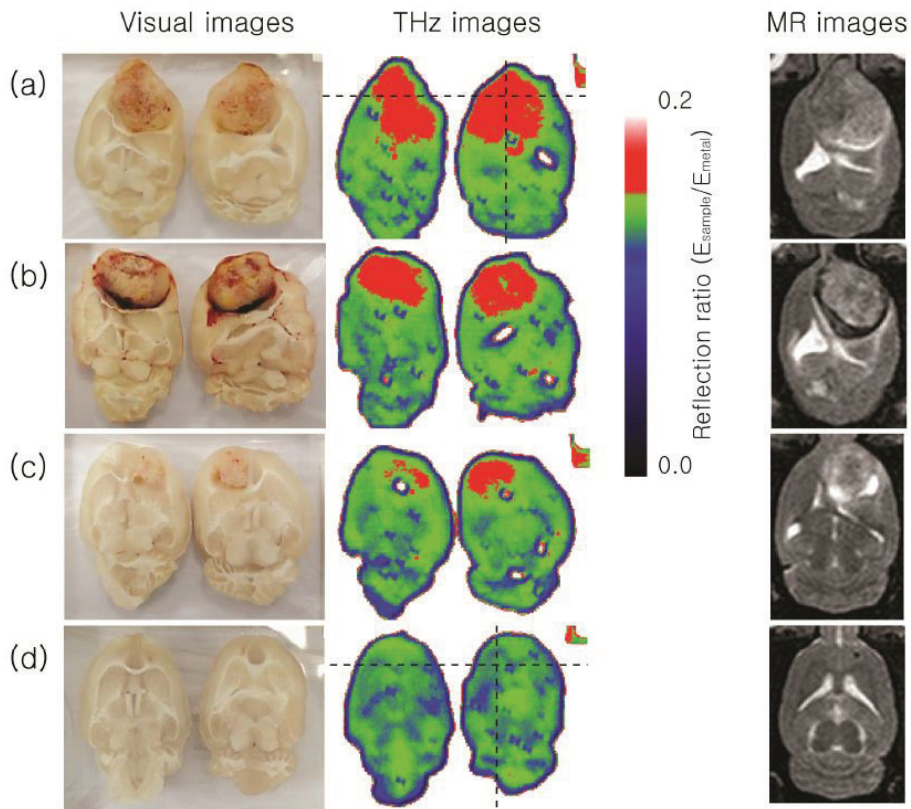 Visual images THz images MR images
(a)
0.2
Reflection ratio (Esample/Emetal)
0.0
(b)
(c)
(d)